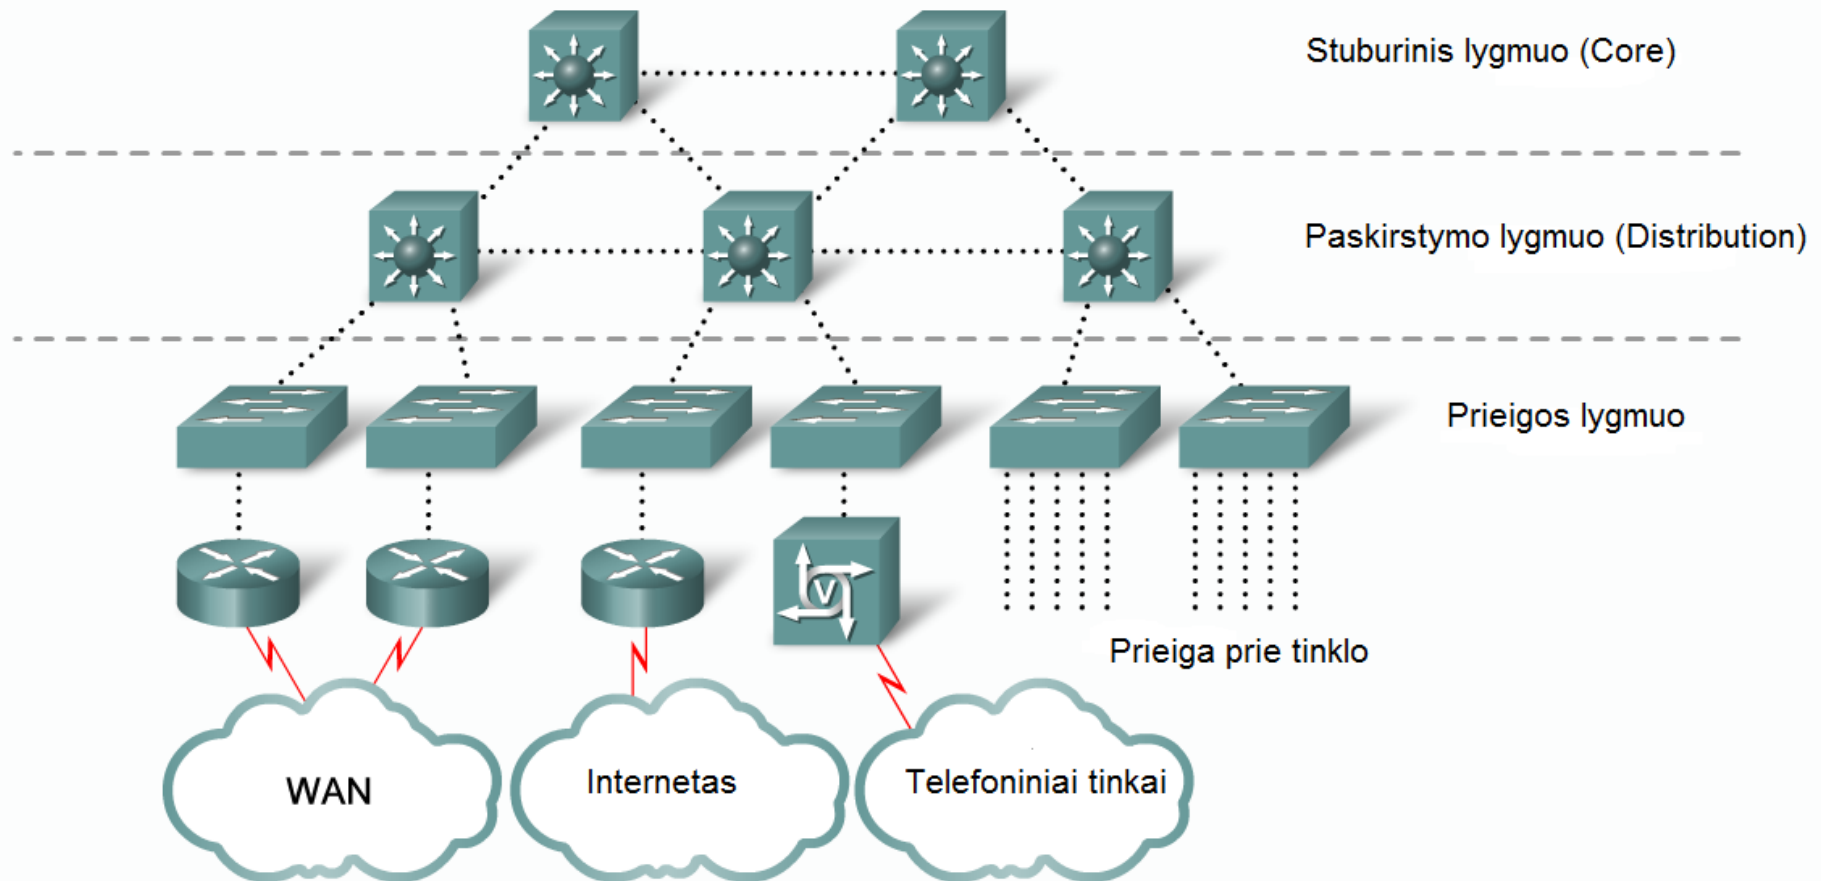 Stuburinis lygmuo (Core)
Paskirstymo lygmuo (Distribution)
Prieigos lygmuo
V
Prieiga prie tinklo
WAN
Internetas
Telefoniniai tinkai